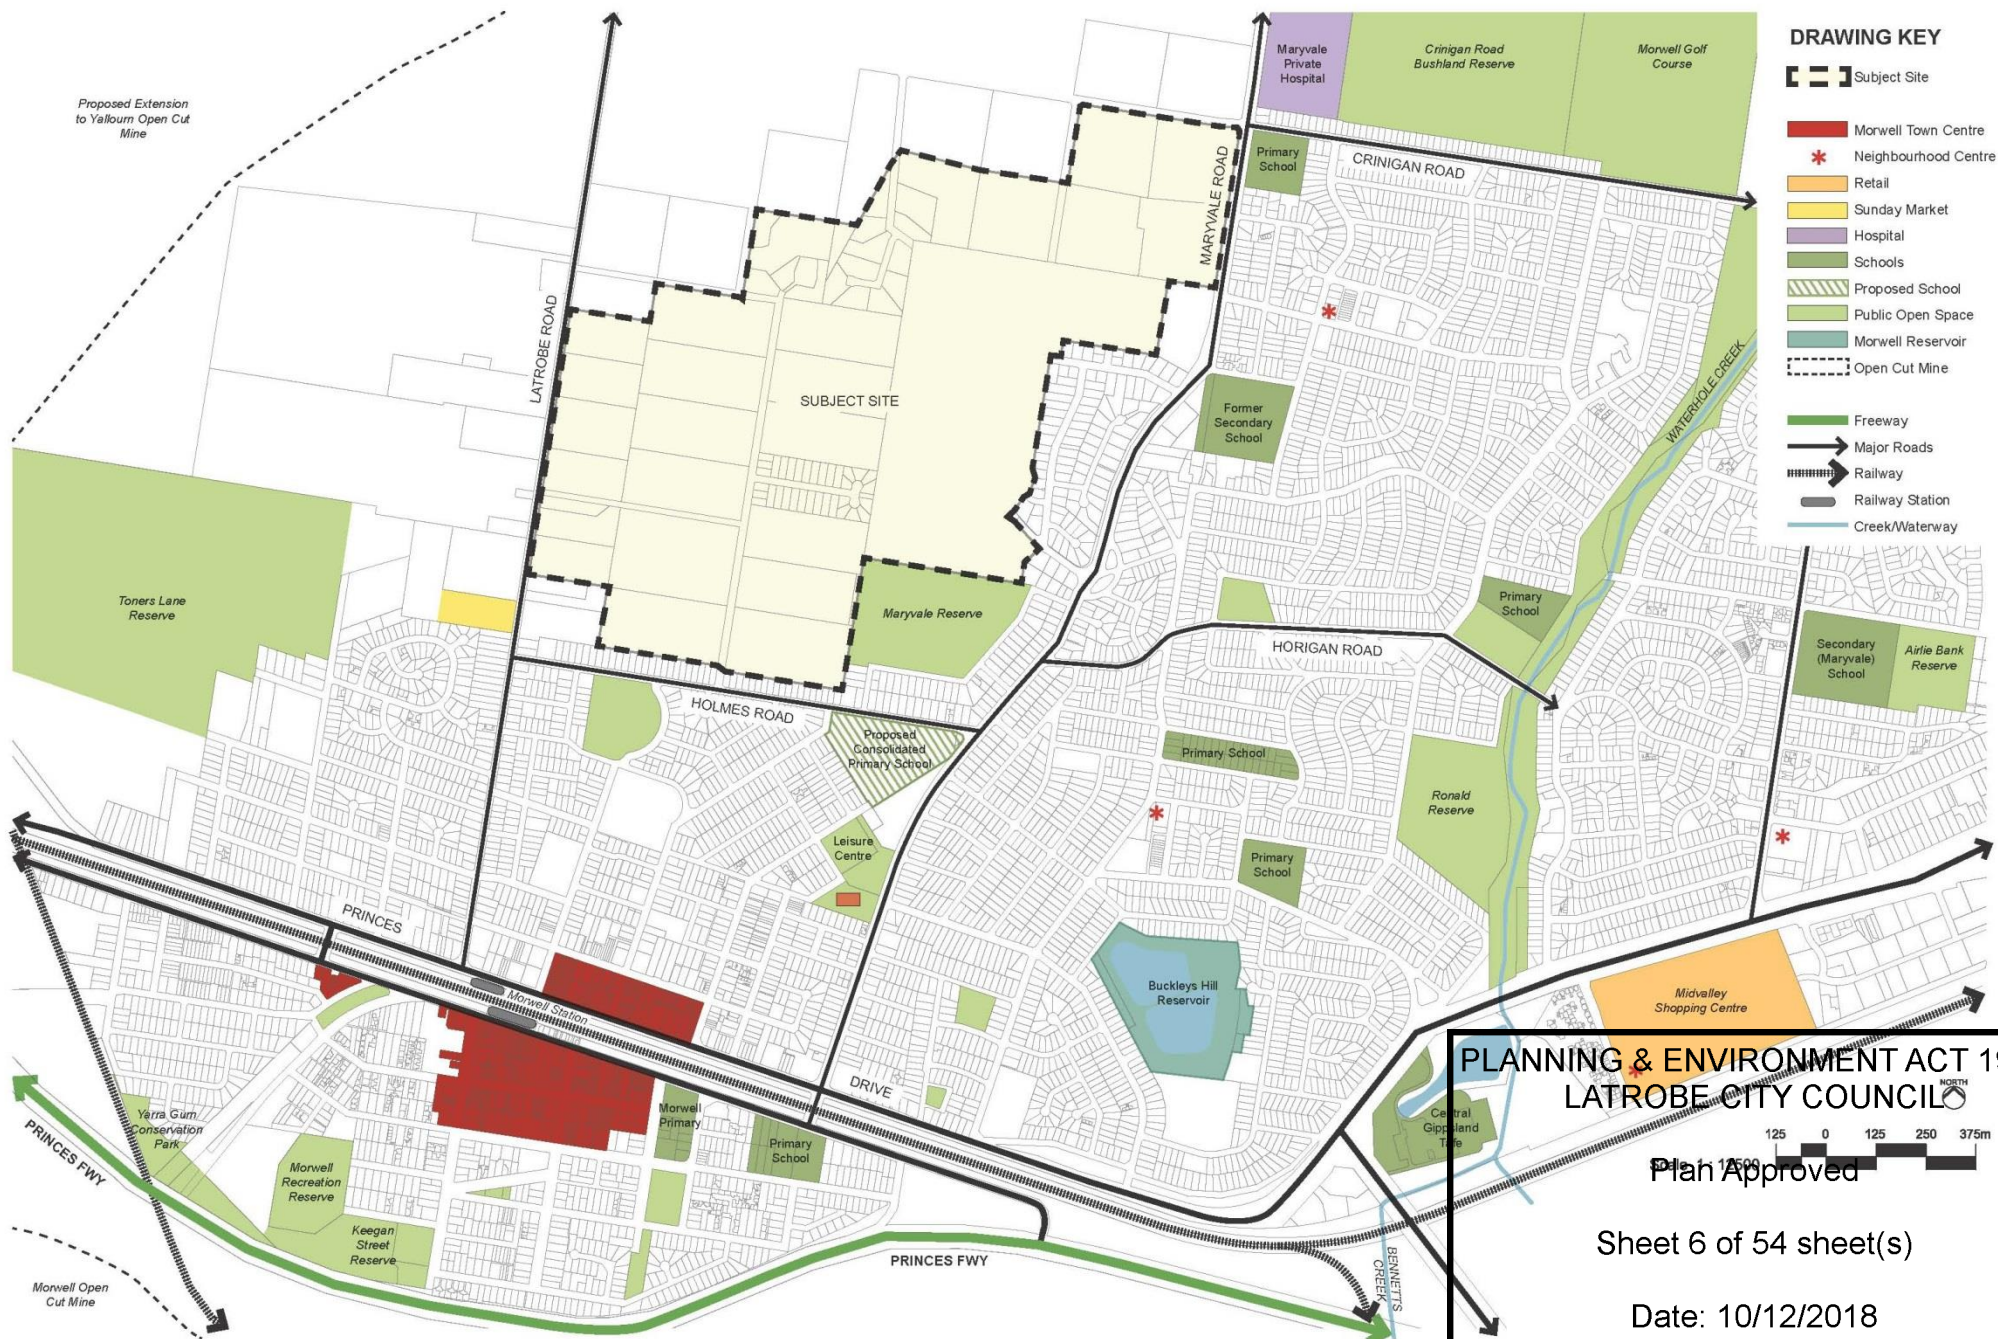 Proposed Extension
to Yallourn Open Cut
Mine
Maryvale
Private
Hospital
Crinigan Road
Bushland Reserve
Morwell Golf
Course
DRAWING KEY
Subject Site
Morwell Town Centre
Neighbourhood Centre
Retail
Sunday Market
Hospital
Schools
Proposed School
Public Open Space
Morwell Reservoir
Open Cut Mine
Freeway
Major Roads
Railway
Railway Station
Creek/Waterway
Primary
School
CRINIGAN ROAD
MARYVALE ROAD
LATROBE ROAD
SUBJECT SITE
Former
Secondary
School
WATERHOLE CREEK
Toners Lane
Reserve
Maryvale Reserve
Primary
School
HORIGAN ROAD
Secondary
(Maryvale)
School
Airlie Bank
Reserve
HOLMES ROAD
Proposed
Consolidated
Primary School
Primary School
Ronald
Reserve
Leisure
Centre
Primary
School
PRINCES
Morwell Station
Buckleys Hill
Reservoir
Midvalley
Shopping Centre
DRIVE
Yarra Gum
Conservation
Park
Morwell
Primary
Primary
School
Central
Gippsland
Tafe
PRINCES FWY
Morwell
Recreation
Reserve
Keegan
Street
Reserve
PRINCES FWY
BENNETTS
CREEK
Morwell Open
Cut Mine
PLANNING & ENVIRONMENT ACT 19
LATROBE CITY COUNCIL
NORTH
125 0 125 250 375m
Scale 1 : 12500
Plan Approved
Sheet 6 of 54 sheet(s)
Date: 10/12/2018